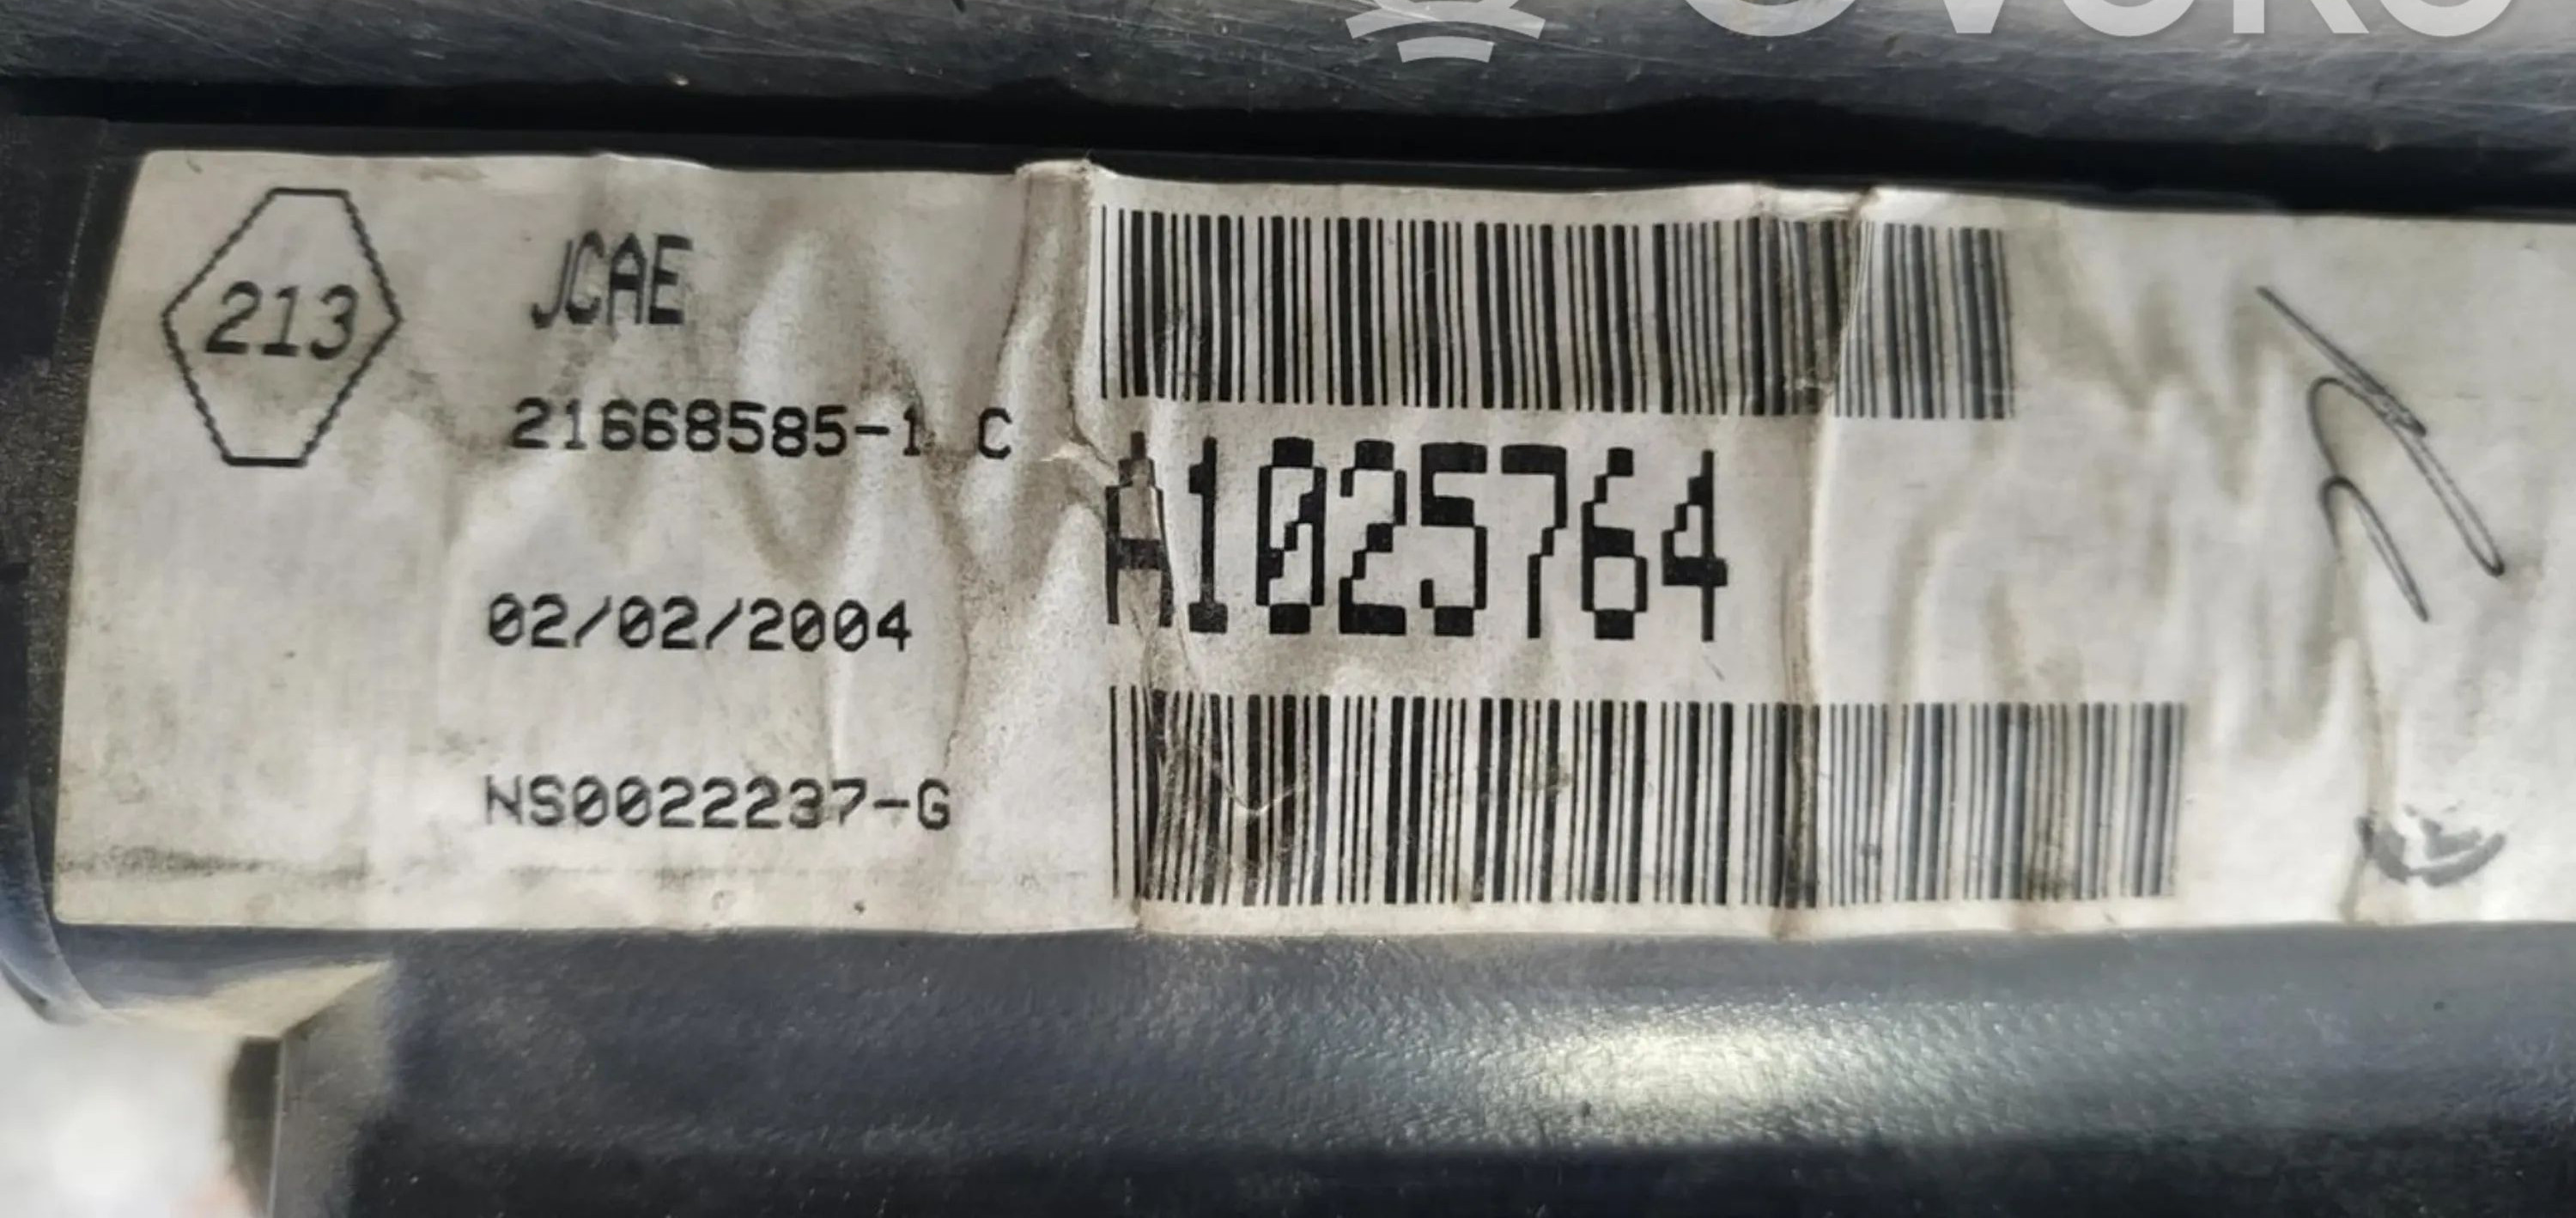 213
JCAE
21668585-1 C
A1025764
02/02/2004
NS0022237-G